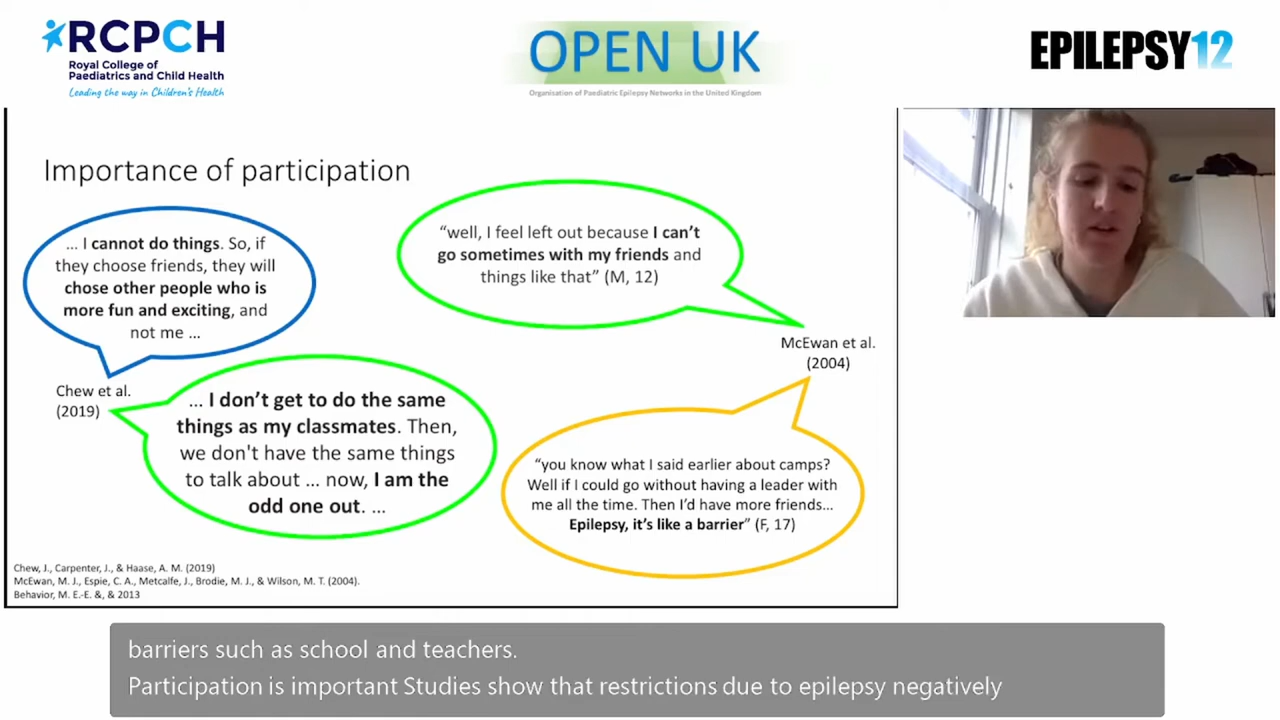 RCPCH
Royal College of
Paediatrics and Child Health
Leading the way in Children's Health
OPEN UK
Organisation of Paediatric Epilepsy Networks in the United Kingdom
EPILEPSY12
Importance of participation
... I cannot do things. So, if
they choose friends, they will
chose other people who is
more fun and exciting, and
not me ...
"well, I feel left out because I can't
go sometimes with my friends and
things like that" (M, 12)
McEwan et al.
(2004)
Chew et al.
(2019)
... I don't get to do the same
things as my classmates. Then,
we don't have the same things
to talk about ... now, I am the
odd one out. ...
"you know what I said earlier about camps?
Well if I could go without having a leader with
me all the time. Then I'd have more friends...
Epilepsy, it's like a barrier" (F, 17)
Chew, J., Carpenter, J., & Haase, A. M. (2019)
McEwan, M. J., Espie, C. A., Metcalfe, J., Brodie, M. J., & Wilson, M. T. (2004).
Behavior, M. E.-E. &, & 2013
barriers such as school and teachers.
Participation is important Studies show that restrictions due to epilepsy negatively